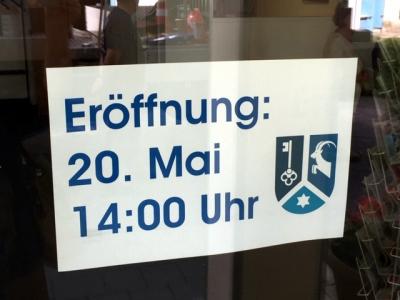 Eröffnung:
20. Mai
14:00 Uhr